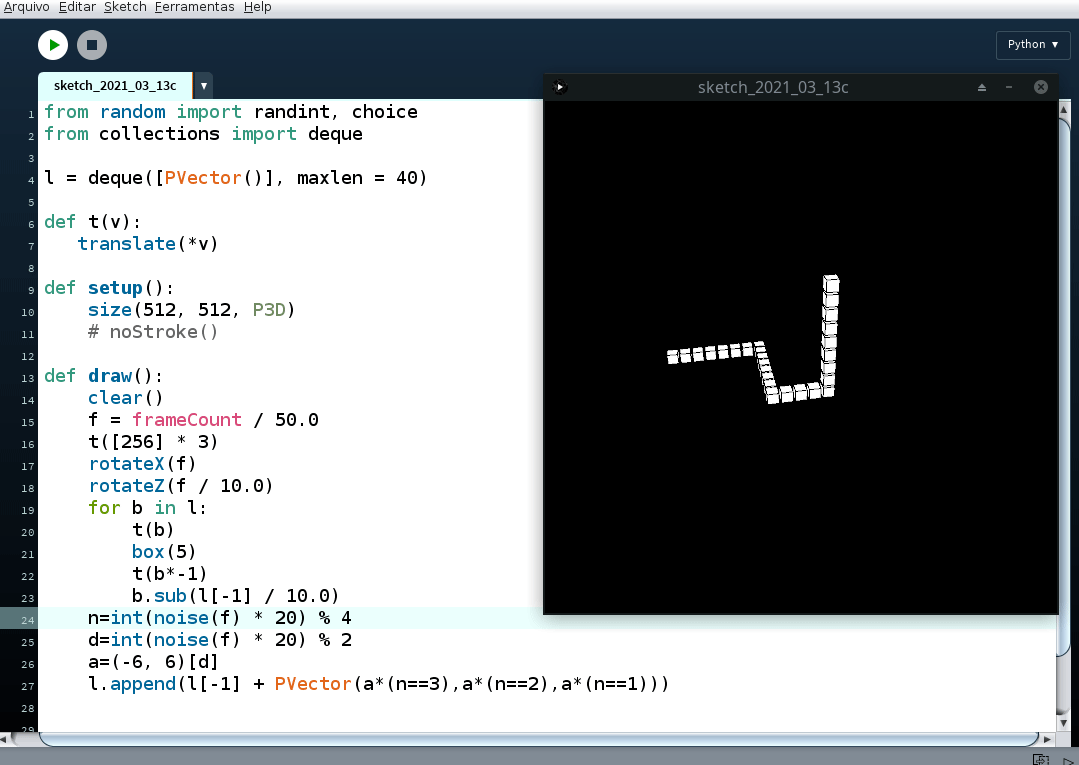 Arquivo Editar Sketch Ferramentas Help
Python ▼
sketch_2021_03_13c ▼
sketch_2021_03_13c
1 from random import randint, choice
2 from collections import deque
3
4 l = deque([PVector()], maxlen = 40)
5
6 def t(v):
7    translate(*v)
8
9 def setup():
10     size(512, 512, P3D)
11     # noStroke()
12
13 def draw():
14     clear()
15     f = frameCount / 50.0
16     t([256] * 3)
17     rotateX(f)
18     rotateZ(f / 10.0)
19     for b in l:
20         t(b)
21         box(5)
22         t(b*-1)
23         b.sub(l[-1] / 10.0)
24     n=int(noise(f) * 20) % 4
25     d=int(noise(f) * 20) % 2
26     a=(-6, 6)[d]
27     l.append(l[-1] + PVector(a*(n==3),a*(n==2),a*(n==1)))
28
29